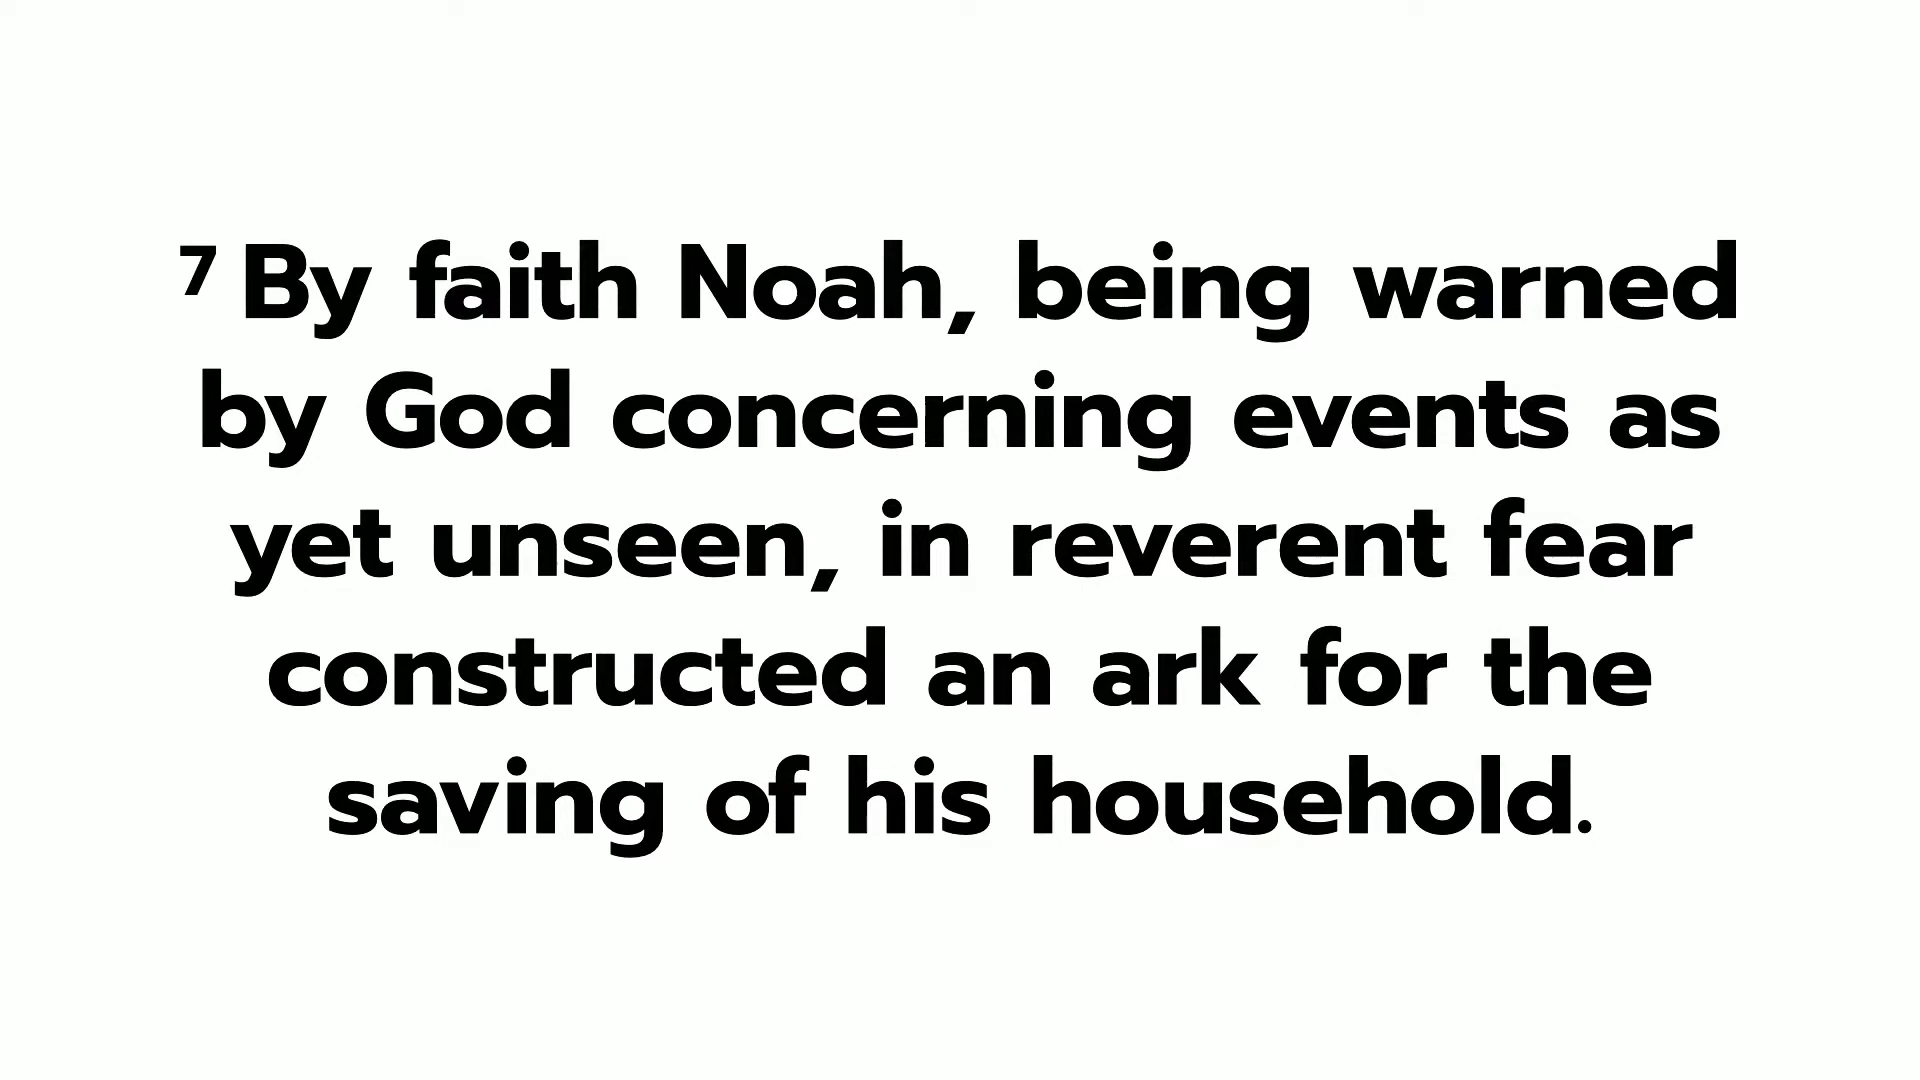 7 By faith Noah, being warned
by God concerning events as
yet unseen, in reverent fear
constructed an ark for the
saving of his household.